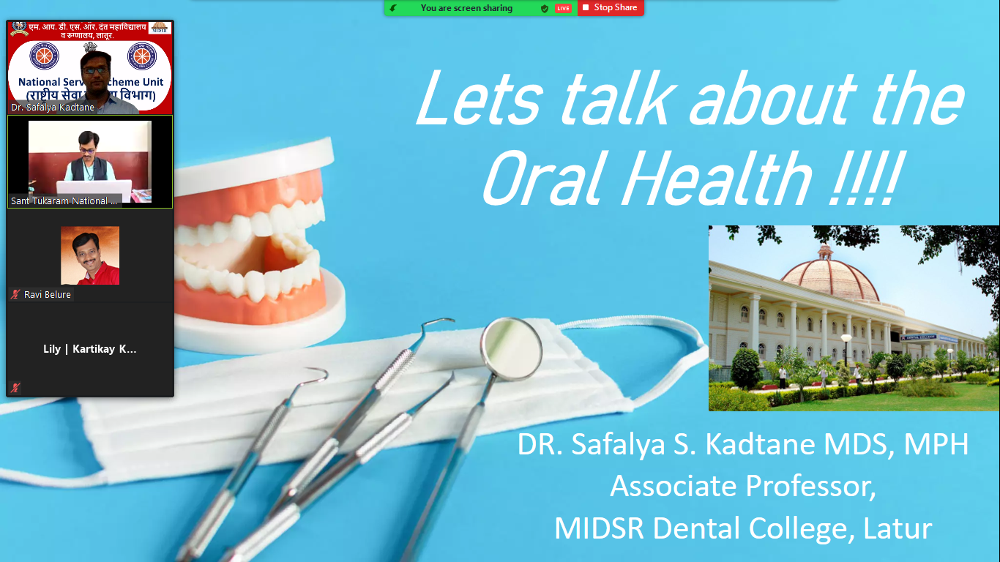 You are screen sharing
LIVE
Stop Share
एम. आय. डी. एस. आर. दंत महाविद्यालय
व रुग्णालय, लातूर.
MIDSR
National Serv cheme Unit
(राष्ट्रीय सेवा विभाग)
Dr. Safalya Kadtane
Sant Tukaram National ...
Ravi Belure
Lily | Kartikay K...
Lets talk about the
Oral Health !!!!
DENTAL COLLEGE
DR. Safalya S. Kadtane MDS, MPH
Associate Professor,
MIDSR Dental College, Latur